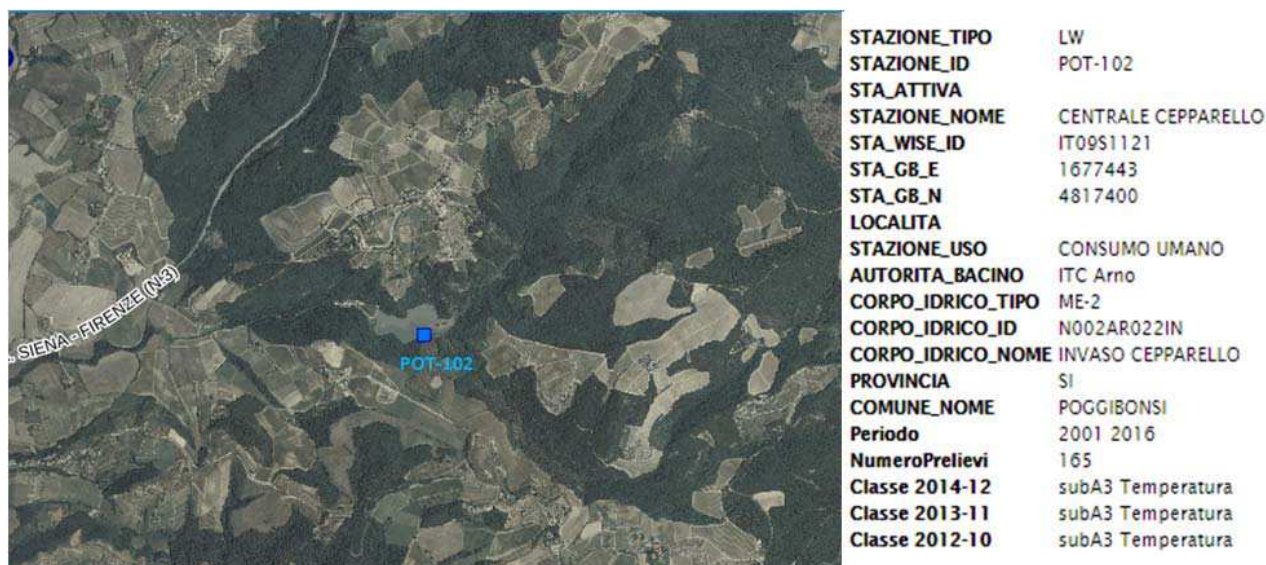 . SIENA - FIRENZE (N-3)
POT-102
STAZIONE_TIPO LW
STAZIONE_ID POT-102
STA_ATTIVA
STAZIONE_NOME CENTRALE CEPPARELLO
STA_WISE_ID IT09S1121
STA_GB_E 1677443
STA_GB_N 4817400
LOCALITA
STAZIONE_USO CONSUMO UMANO
AUTORITA_BACINO ITC Arno
CORPO_IDRICO_TIPO ME-2
CORPO_IDRICO_ID N002AR022IN
CORPO_IDRICO_NOME INVASO CEPPARELLO
PROVINCIA SI
COMUNE_NOME POGGIBONSI
Periodo 2001 2016
NumeroPrelievi 165
Classe 2014-12 subA3 Temperatura
Classe 2013-11 subA3 Temperatura
Classe 2012-10 subA3 Temperatura